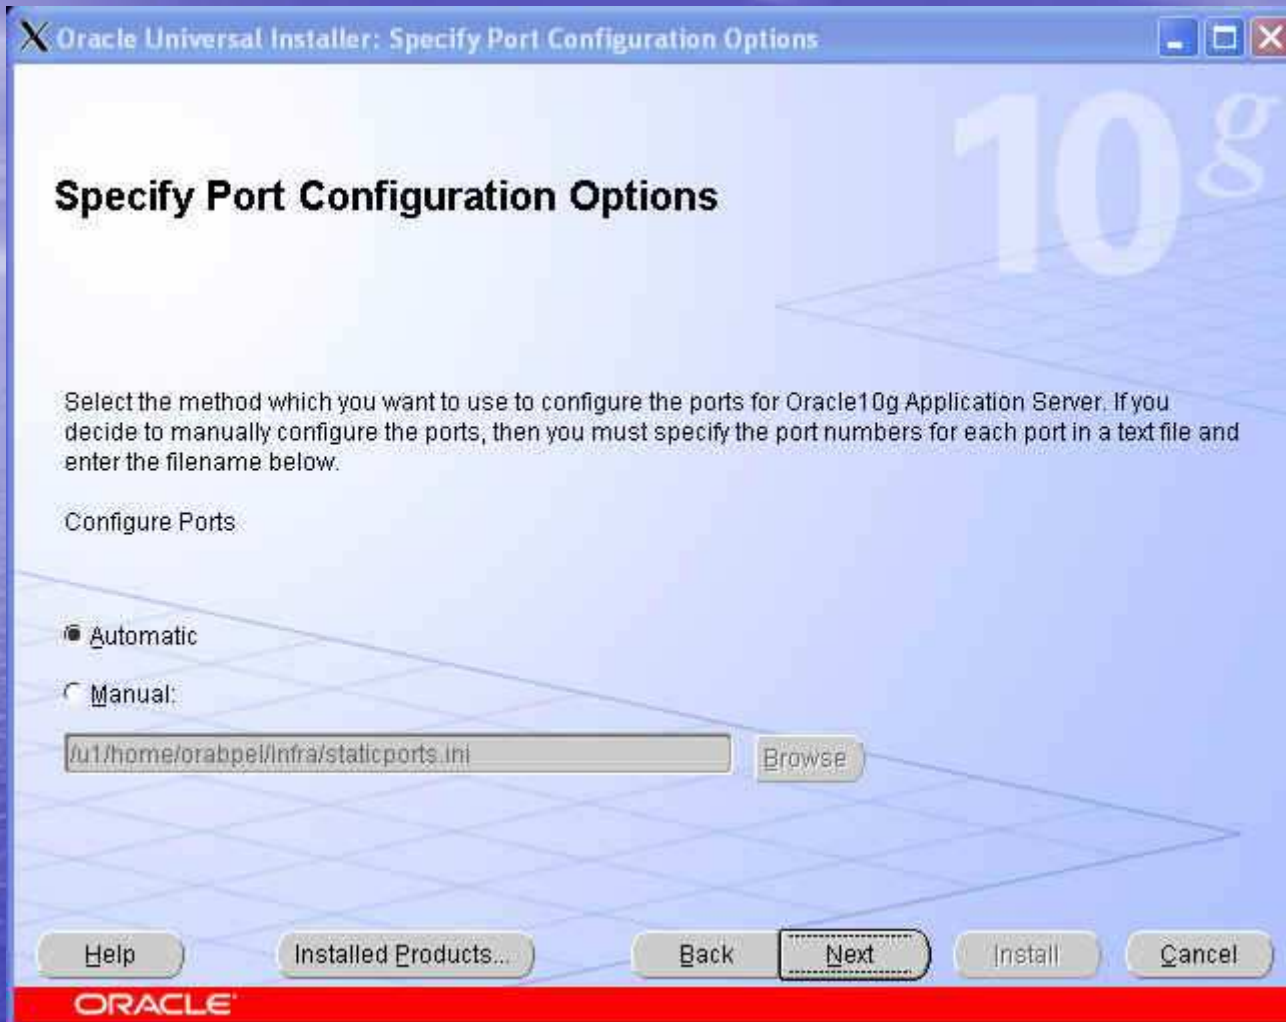 Oracle Universal Installer: Specify Port Configuration Options
10g
Specify Port Configuration Options
Select the method which you want to use to configure the ports for Oracle10g Application Server. If you
decide to manually configure the ports, then you must specify the port numbers for each port in a text file and
enter the filename below.
Configure Ports
Automatic
Manual:
/u1/home/orabpel/infra/staticports.ini
Browse
Help
Installed Products...
Back
Next
Install
Cancel
ORACLE